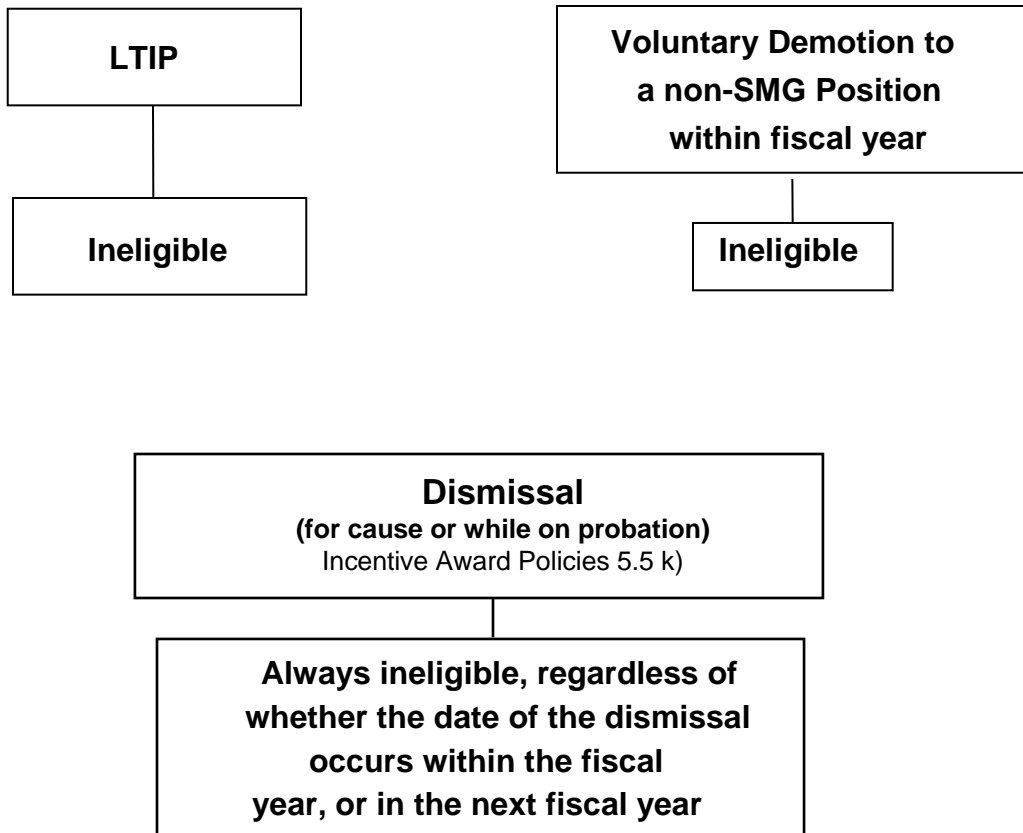 LTIP
Ineligible
Voluntary Demotion to
a non-SMG Position
within fiscal year
Ineligible
Dismissal
(for cause or while on probation)
Incentive Award Policies 5.5 k)
Always ineligible, regardless of
whether the date of the dismissal
occurs within the fiscal
year, or in the next fiscal year